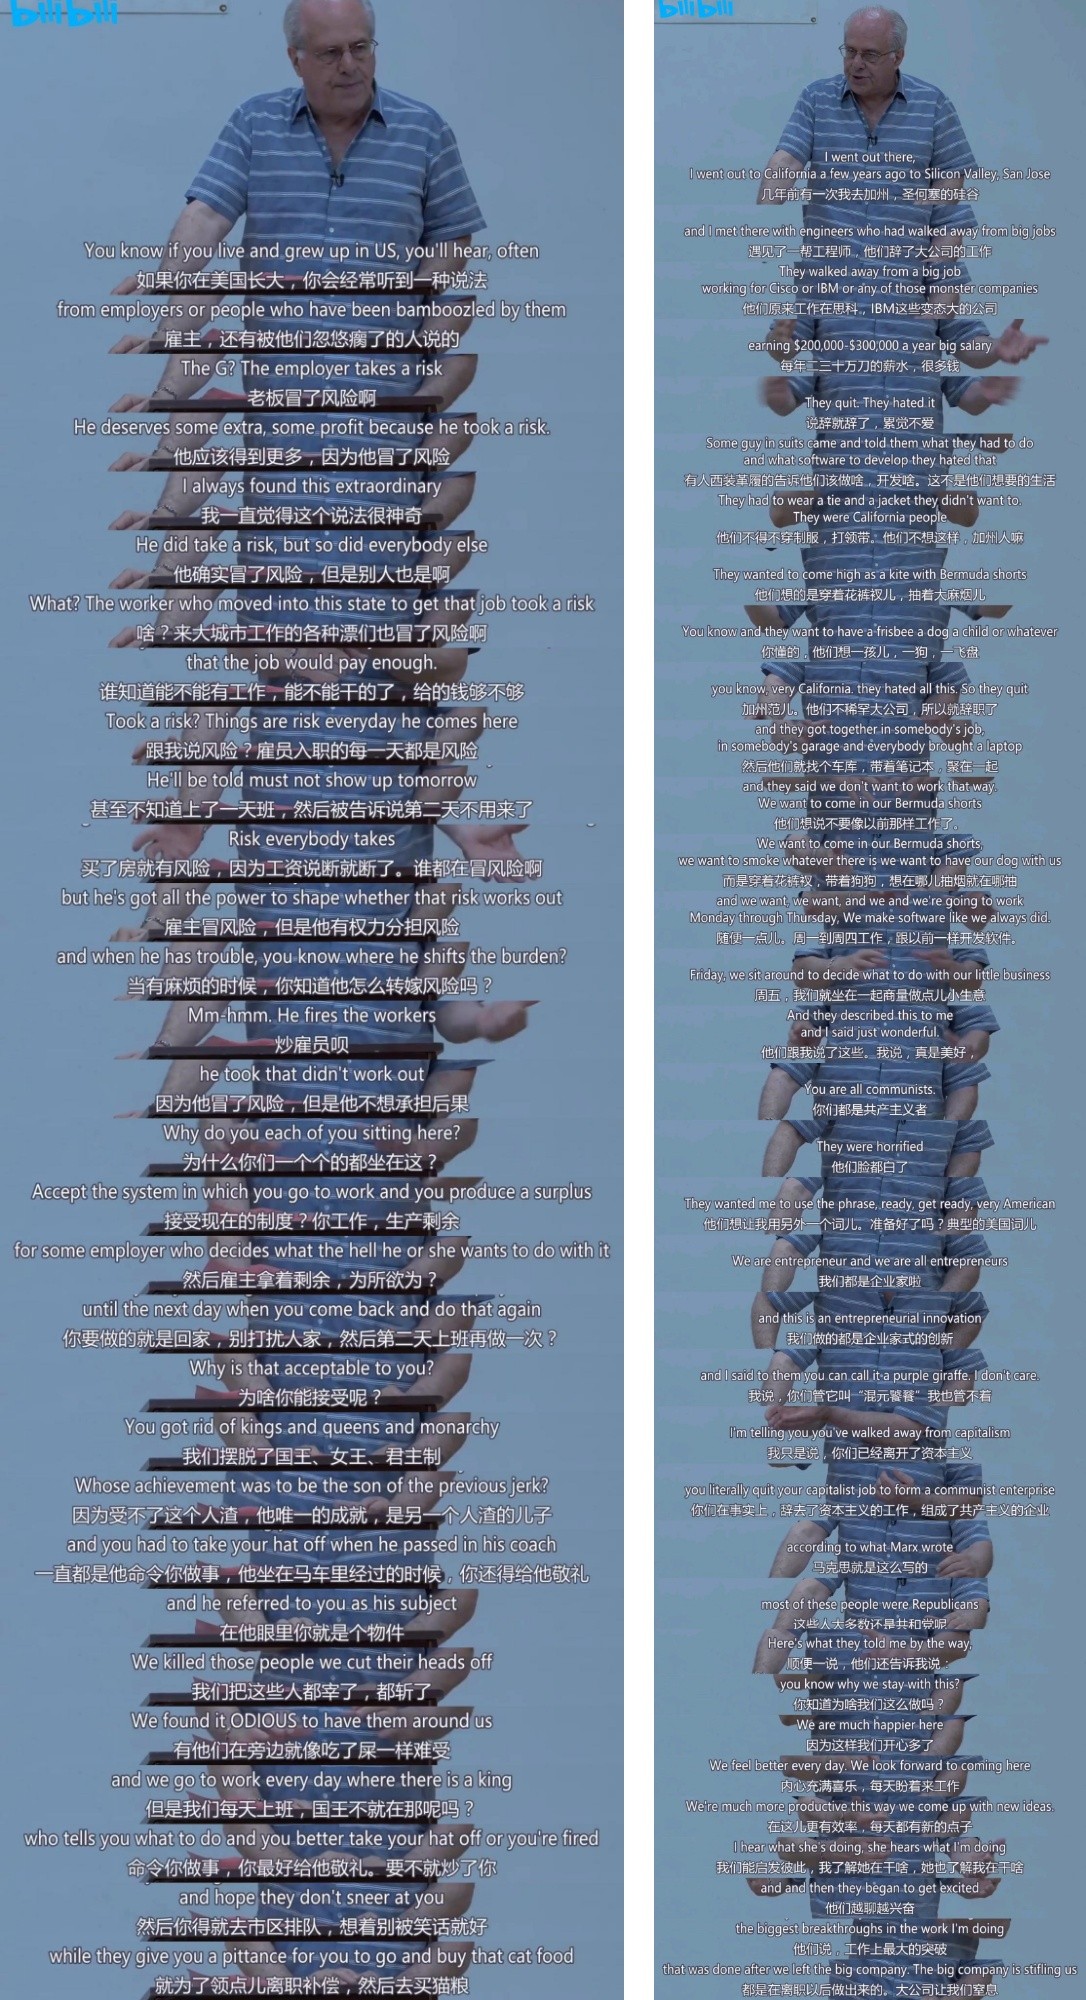 bilibili
You know if you live and grew up in US, you'll hear, often
如果你在美国长大，你会经常听到一种说法
from employers or people who have been bamboozled by them
雇主，还有被他们忽悠瘸了的人说的
The G? The employer takes a risk
老板冒了风险啊
He deserves some extra, some profit because he took a risk.
他应该得到更多，因为他冒了风险
I always found this extraordinary
我一直觉得这个说法很神奇
He did take a risk, but so did everybody else
他确实冒了风险，但是别人也是啊
What? The worker who moved into this state to get that job took a risk
啥？来大城市工作的各种漂们也冒了风险啊
that the job would pay enough.
谁知道能不能有工作，能不能干的了，给的钱够不够
Took a risk? Things are risk everyday he comes here
跟我说风险？雇员入职的每一天都是风险
He'll be told must not show up tomorrow
甚至不知道上了一天班，然后被告诉说第二天不用来了
Risk everybody takes
买了房就有风险，因为工资说断就断了。谁都在冒风险啊
but he's got all the power to shape whether that risk works out
雇主冒风险，但是他有权力分担风险
and when he has trouble, you know where he shifts the burden?
当有麻烦的时候，你知道他怎么转嫁风险吗？
Mm-hmm. He fires the workers
炒雇员呗
he took that didn't work out
因为他冒了风险，但是他不想承担后果
Why do you each of you sitting here?
为什么你们一个个的都坐在这？
Accept the system in which you go to work and you produce a surplus
接受现在的制度？你工作，生产剩余
for some employer who decides what the hell he or she wants to do with it
然后雇主拿着剩余，为所欲为？
until the next day when you come back and do that again
你要做的就是回家，别打扰人家，然后第二天上班再做一次？
Why is that acceptable to you?
为啥你能接受呢？
You got rid of kings and queens and monarchy
我们摆脱了国王、女王、君主制
Whose achievement was to be the son of the previous jerk?
因为受不了这个人渣，他唯一的成就，是另一个人渣的儿子
and you had to take your hat off when he passed in his coach
一直都是他命令你做事，他坐在马车里经过的时候，你还得给他敬礼
and he referred to you as his subject
在他眼里你就是个物件
We killed those people we cut their heads off
我们把这些人都宰了，都斩了
We found it ODIOUS to have them around us
有他们在旁边就像吃了屎一样难受
and we go to work every day where there is a king
但是我们每天上班，国王不就在那呢吗？
who tells you what to do and you better take your hat off or you're fired
命令你做事，你最好给他敬礼。要不就炒了你
and hope they don't sneer at you
然后你得就去市区排队，想着别被笑话就好
while they give you a pittance for you to go and buy that cat food
就为了领点儿离职补偿，然后去买猫粮
bilibili
I went out there,
I went out to California a few years ago to Silicon Valley, San Jose
几年前有一次我去加州，圣何塞的硅谷
and I met there with engineers who had walked away from big jobs
遇见了一帮工程师，他们辞了大公司的工作
They walked away from a big job
working for Cisco or IBM or any of those monster companies
他们原来工作在思科，IBM这些变态大的公司
earning $200,000-$300,000 a year big salary
每年二三十万刀的薪水，很多钱
They quit. They hated it
说辞就辞了，累觉不爱
Some guy in suits came and told them what they had to do
and what software to develop they hated that
有人西装革履的告诉他们该做啥，开发啥。这不是他们想要的生活
They had to wear a tie and a jacket they didn't want to.
They were California people
他们不得不穿制服，打领带。他们不想这样，加州人嘛
They wanted to come high as a kite with Bermuda shorts
他们想的是穿着花裤衩儿，抽着大麻烟儿
You know and they want to have a frisbee a dog a child or whatever
你懂的，他们想一孩儿，一狗，一飞盘
you know, very California. they hated all this. So they quit
加州范儿。他们不稀罕大公司，所以就辞职了
and they got together in somebody's job,
in somebody's garage and everybody brought a laptop
然后他们就找个车库，带着笔记本，聚在一起
and they said we don't want to work that way.
We want to come in our Bermuda shorts
他们想说不要像以前那样工作了。
We want to come in our Bermuda shorts,
we want to smoke whatever there is we want to have our dog with us
而是穿着花裤衩，带着狗狗，想在哪儿抽烟就在哪抽
and we want, we want, and we and we're going to work
Monday through Thursday, We make software like we always did.
随便一点儿。周一到周四工作，跟以前一样开发软件。
Friday, we sit around to decide what to do with our little business
周五，我们就坐在一起商量做点儿小生意
And they described this to me
and I said just wonderful.
他们跟我说了这些。我说，真是美好，
You are all communists.
你们都是共产主义者
They were horrified
他们脸都白了
They wanted me to use the phrase, ready, get ready, very American
他们想让我用另外一个词儿。准备好了吗？典型的美国词儿
We are entrepreneur and we are all entrepreneurs
我们都是企业家啦
and this is an entrepreneurial innovation
我们做的都是企业家式的创新
and I said to them you can call it a purple giraffe. I don't care.
我说，你们管它叫“混元饕餮”我也管不着
I'm telling you you've walked away from capitalism
我只是说，你们已经离开了资本主义
you literally quit your capitalist job to form a communist enterprise
你们在事实上，辞去了资本主义的工作，组成了共产主义的企业
according to what Marx wrote
马克思就是这么写的
most of these people were Republicans
这些人大多数还是共和党呢
Here's what they told me by the way,
顺便一说，他们还告诉我说：
you know why we stay with this?
你知道为啥我们这么做吗？
We are much happier here
因为这样我们开心多了
We feel better every day. We look forward to coming here
内心充满喜乐，每天盼着来工作
We're much more productive this way we come up with new ideas.
在这儿更有效率，每天都有新的点子
I hear what she's doing, she hears what I'm doing
我们能启发彼此，我了解她在干啥，她也了解我在干啥
and and then they began to get excited
他们越聊越兴奋
the biggest breakthroughs in the work I'm doing
他们说，工作上最大的突破
that was done after we left the big company. The big company is stifling us
都是在离职以后做出来的。大公司让我们窒息